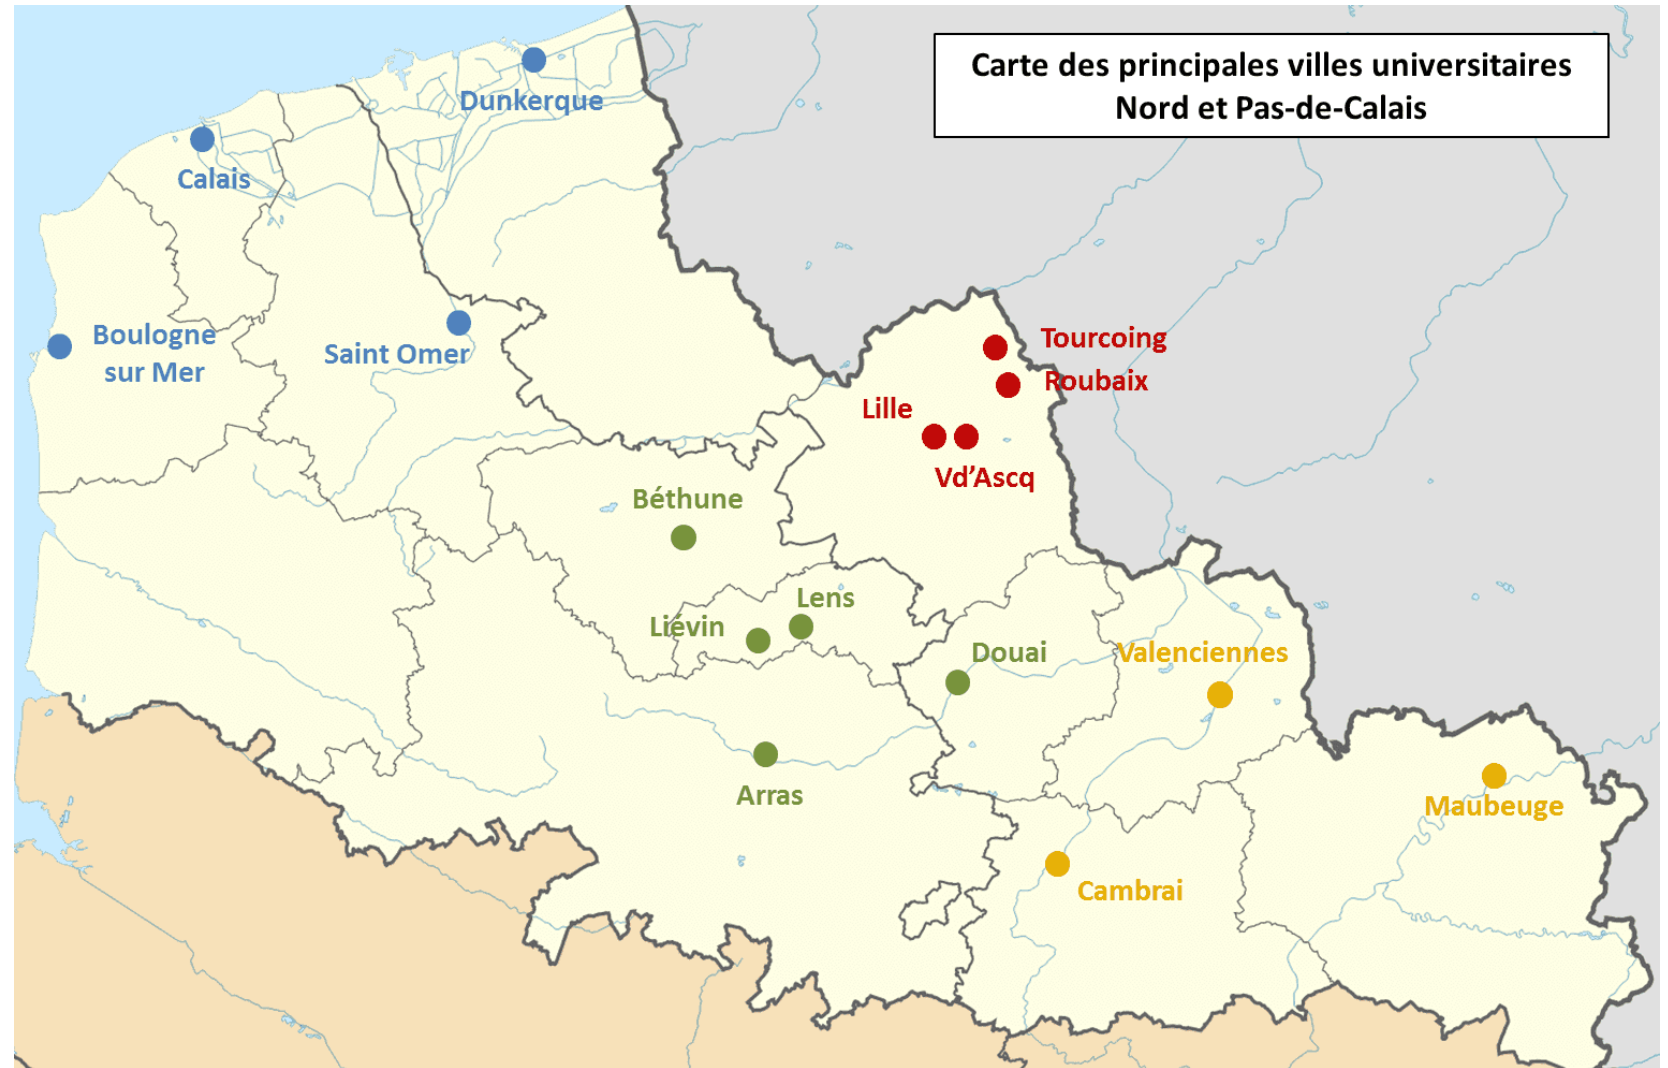 Carte des principales villes universitaires
Nord et Pas-de-Calais
Dunkerque
Calais
Boulogne
sur Mer
Saint Omer
Tourcoing
Roubaix
Lille
Vd’Ascq
Béthune
Lens
Liévin
Douai
Valenciennes
Arras
Maubeuge
Cambrai